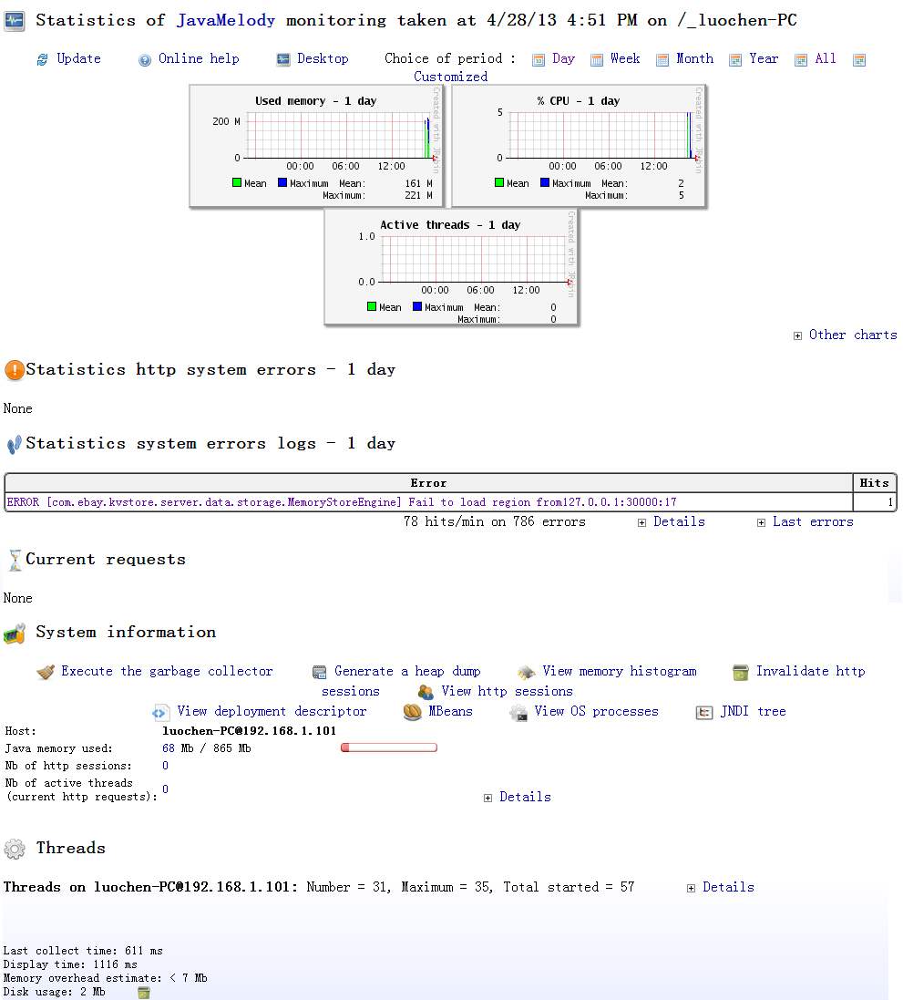 Statistics of JavaMelody monitoring taken at 4/28/13 4:51 PM on /_luochen-PC
Update Online help Desktop Choice of period : Day Week Month Year All
Customized
Used memory - 1 day
200 M
0
00:00 06:00 12:00
Mean Maximum Mean: 161 M
Maximum: 221 M
Created with JRobin
% CPU - 1 day
5
0
00:00 06:00 12:00
Mean Maximum Mean: 2
Maximum: 5
Created with JRobin
Active threads - 1 day
1.0
0.0
00:00 06:00 12:00
Mean Maximum Mean: 0
Maximum: 0
Created with JRobin
Other charts
Statistics http system errors - 1 day
None
Statistics system errors logs - 1 day
Error Hits
ERROR [com.ebay.kvstore.server.data.storage.MemoryStoreEngine] Fail to load region from127.0.0.1:30000:17 1
78 hits/min on 786 errors Details Last errors
Current requests
None
System information
Execute the garbage collector Generate a heap dump View memory histogram Invalidate http
sessions View http sessions
View deployment descriptor MBeans View OS processes JNDI tree
Host: luochen-PC@192.168.1.101
Java memory used: 68 Mb / 865 Mb
Nb of http sessions: 0
Nb of active threads
(current http requests): 0
Details
Threads
Threads on luochen-PC@192.168.1.101: Number = 31, Maximum = 35, Total started = 57 Details
Last collect time: 611 ms
Display time: 1116 ms
Memory overhead estimate: < 7 Mb
Disk usage: 2 Mb